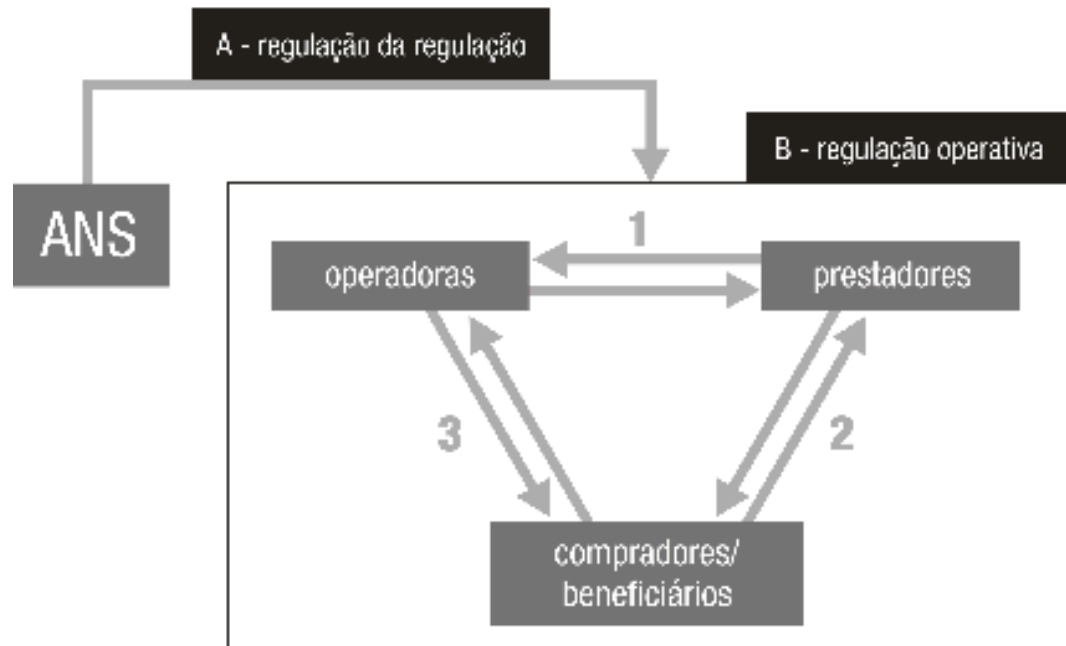 A - regulação da regulação
B - regulação operativa
ANS
1
operadoras
prestadores
3
2
compradores/
beneficiários